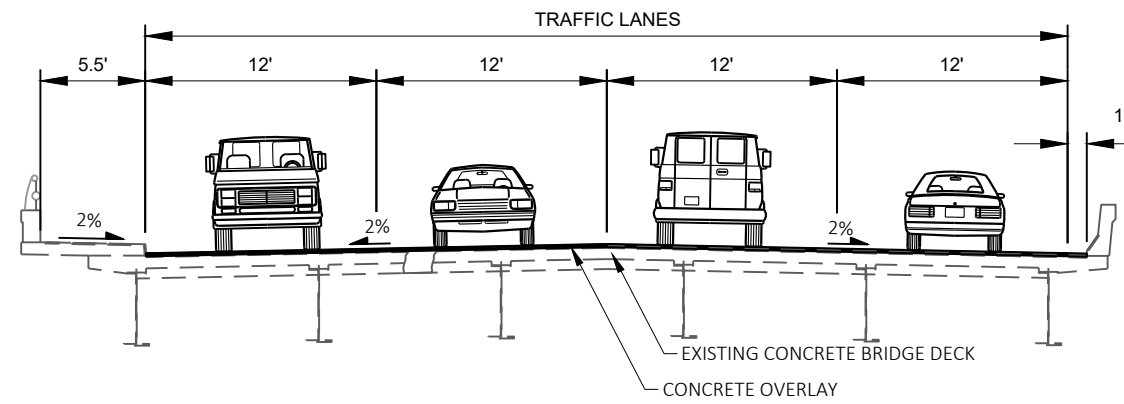 TRAFFIC LANES
5.5' 12' 12' 12' 12'
1
2% 2% 2%
EXISTING CONCRETE BRIDGE DECK
CONCRETE OVERLAY